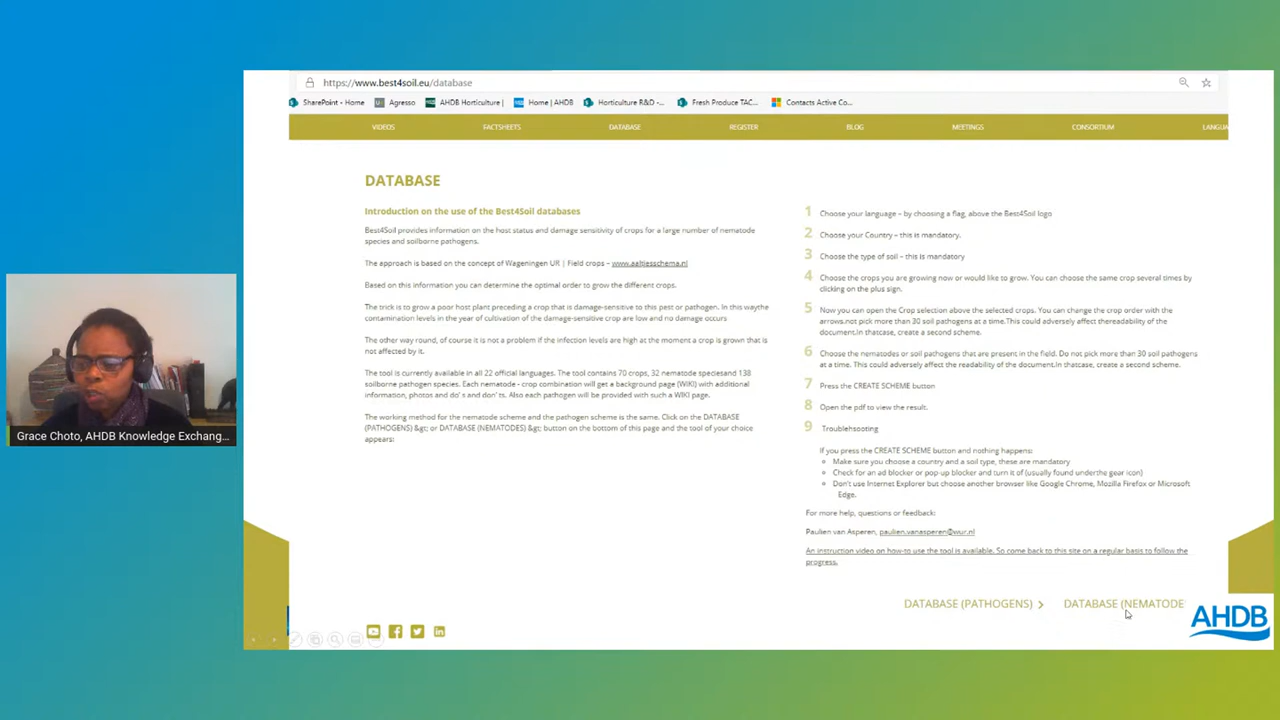 https://www.best4soil.eu/database
SharePoint - Home
Agresso
AHDB Horticulture |
Home | AHDB
Horticulture R&D -...
Fresh Produce TAC...
Contacts Active Co...
VIDEOS
FACTSHEETS
DATABASE
REGISTER
BLOG
MEETINGS
CONSORTIUM
LANGUA
DATABASE
Introduction on the use of the Best4Soil databases
Best4Soil provides information on the host status and damage sensitivity of crops for a large number of nematode
species and soilborne pathogens.
The approach is based on the concept of Wageningen UR | Field crops – www.aaltjesschema.nl
Based on this information you can determine the optimal order to grow the different crops.
The trick is to grow a poor host plant preceding a crop that is damage-sensitive to this pest or pathogen. In this waythe
contamination levels in the year of cultivation of the damage-sensitive crop are low and no damage occurs
The other way round, of course it is not a problem if the infection levels are high at the moment a crop is grown that is
not affected by it.
The tool is currently available in all 22 official languages. The tool contains 70 crops, 32 nematode speciesand 138
soilborne pathogen species. Each nematode - crop combination will get a background page (WIKI) with additional
information, photos and do' s and don' ts. Also each pathogen will be provided with such a WIKI page.
The working method for the nematode scheme and the pathogen scheme is the same. Click on the DATABASE
(PATHOGENS) &gt; or DATABASE (NEMATODES) &gt; button on the bottom of this page and the tool of your choice
appears:
1 Choose your language – by choosing a flag, above the Best4Soil logo
2 Choose your Country – this is mandatory.
3 Choose the type of soil – this is mandatory
4 Choose the crops you are growing now or would like to grow. You can choose the same crop several times by
clicking on the plus sign.
5 Now you can open the Crop selection above the selected crops. You can change the crop order with the
arrows.not pick more than 30 soil pathogens at a time.This could adversely affect thereadability of the
document.In thatcase, create a second scheme.
6 Choose the nematodes or soil pathogens that are present in the field. Do not pick more than 30 soil pathogens
at a time. This could adversely affect the readability of the document.In thatcase, create a second scheme.
7 Press the CREATE SCHEME button
8 Open the pdf to view the result.
9 Troublehsooting
If you press the CREATE SCHEME button and nothing happens:
Make sure you choose a country and a soil type, these are mandatory
Check for an ad blocker or pop-up blocker and turn it of (usually found underthe gear icon)
Don't use Internet Explorer but choose another browser like Google Chrome, Mozilla Firefox or Microsoft
Edge.
For more help, questions or feedback:
Paulien van Asperen, paulien.vanasperen@wur.nl
An instruction video on how-to use the tool is available. So come back to this site on a regular basis to follow the
progress.
DATABASE (PATHOGENS) >
DATABASE (NEMATODE
AHDB
Grace Choto, AHDB Knowledge Exchang...